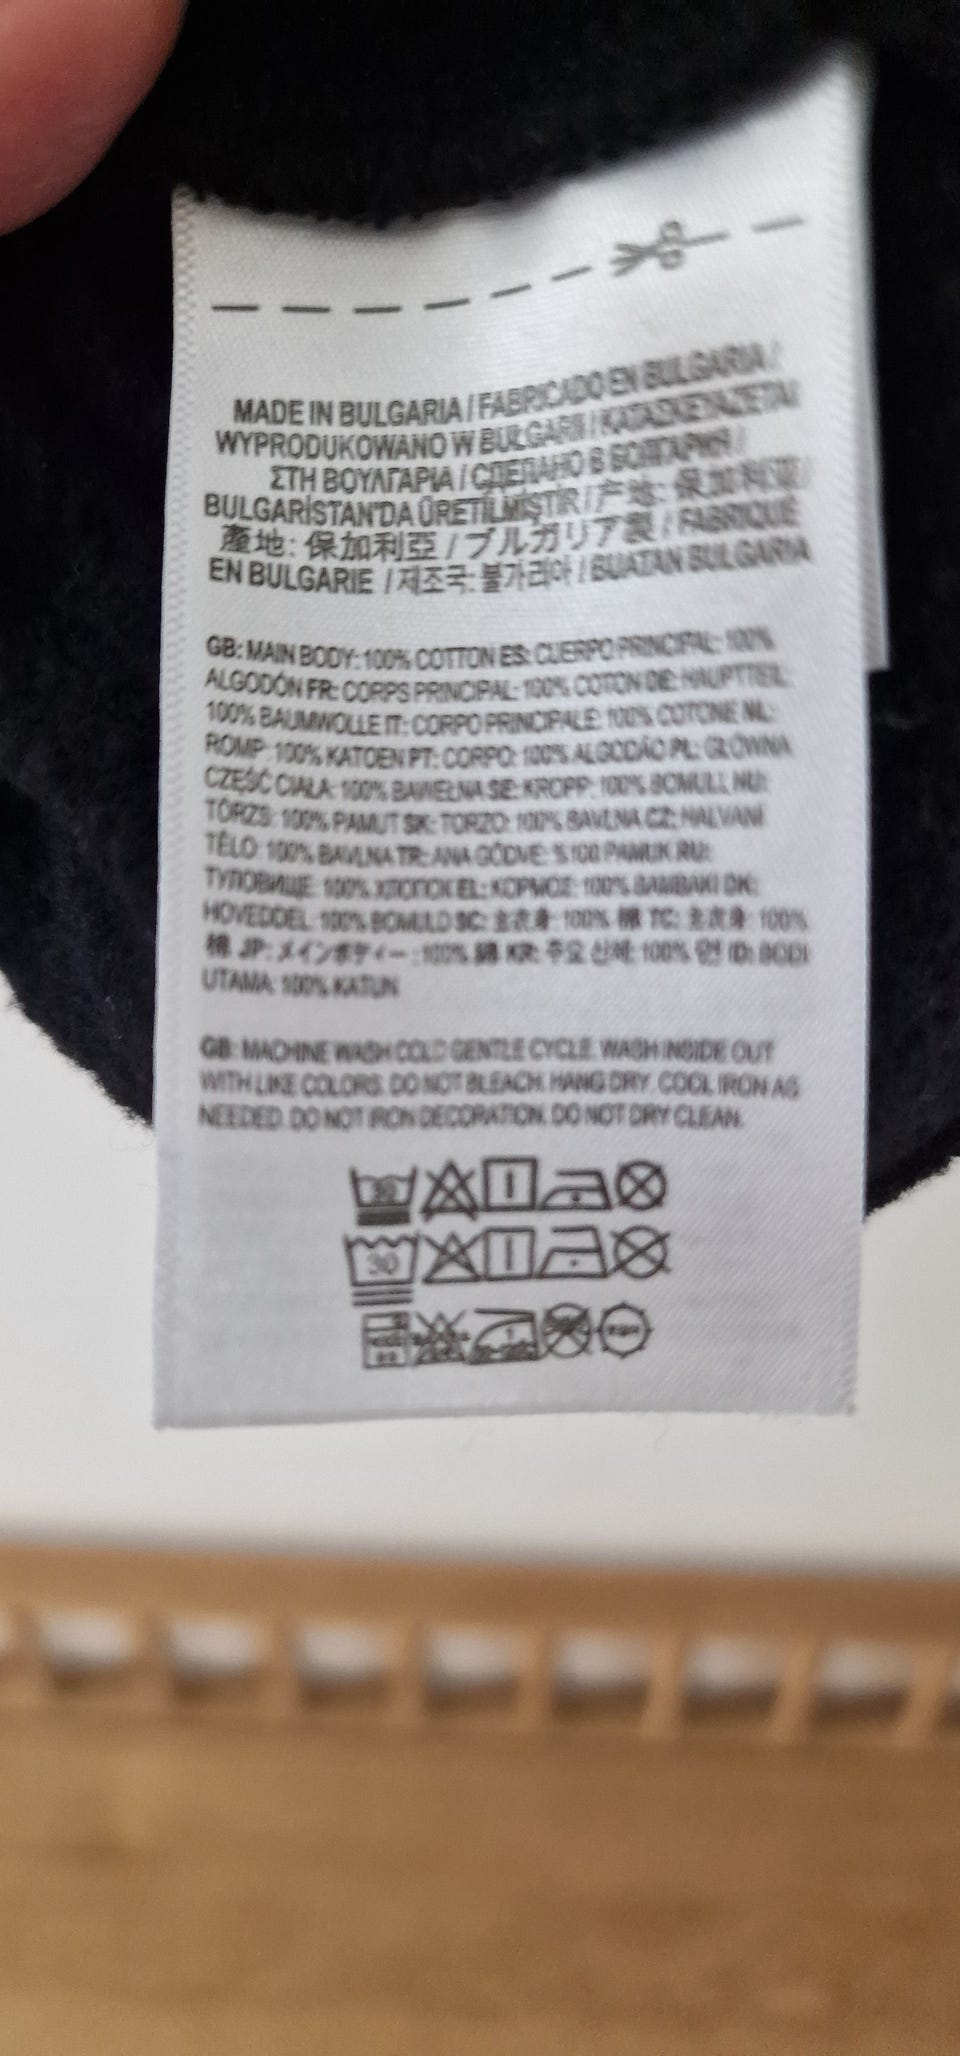 MADE IN BULGARIA / FABRICADO EN BULGARIA /
WYPRODUKOWANO W BUŁGARII / ΚΑΤΑΣΚΕΥΑΖΕΤΑΙ
ΣΤΗ ΒΟΥΛΓΑΡΙΑ / СДЕЛАНО В БОЛГАРИЯ /
BULGARİSTAN'DA ÜRETİLMİŞTİR / 产地: 保加利亚 /
產地: 保加利亞 / ブルガリア製 / FABRIQUÉ
EN BULGARIE / 제조국: 불가리아 / BUATAN BULGARIA
GB: MAIN BODY: 100% COTTON ES: CUERPO PRINCIPAL: 100%
ALGODÓN FR: CORPS PRINCIPAL: 100% COTON DE: HAUPTTEIL:
100% BAUMWOLLE IT: CORPO PRINCIPALE: 100% COTONE NL:
ROMP: 100% KATOEN PT: CORPO: 100% ALGODÃO PL: GŁÓWNA
CZĘŚĆ CIAŁA: 100% BAWEŁNA SE: KROPP: 100% BOMULL HU:
TÖRZS: 100% PAMUT SK: TORZO: 100% BAVLNA CZ: HLAVNÍ
TĚLO: 100% BAVLNA TR: ANA GÖDVE: %100 PAMUK RU:
ТУЛОВИЩЕ: 100% ХЛОПОК EL: ΚΟΡΜΟΣ: 100% ΒΑΜΒΑΚΙ DK:
HOVEDDEL: 100% BOMULD SC: 主衣身: 100% 棉 TC: 主衣身: 100%
棉 JP: メインボディー: 100% 綿 KR: 주요 신체: 100% 면 ID: BODI
UTAMA: 100% KATUN
GB: MACHINE WASH COLD GENTLE CYCLE. WASH INSIDE OUT
WITH LIKE COLORS. DO NOT BLEACH. HANG DRY. COOL IRON AS
NEEDED. DO NOT IRON DECORATION. DO NOT DRY CLEAN.
30
30